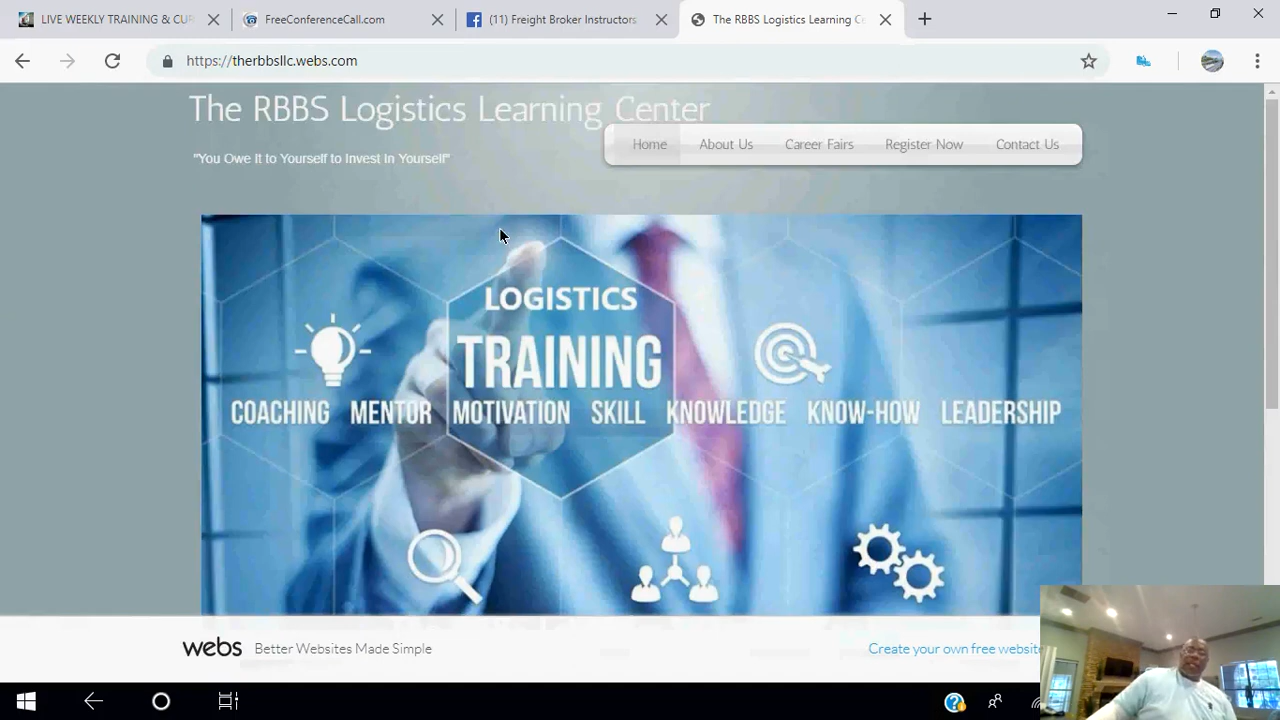 LIVE WEEKLY TRAINING & CUR
FreeConferenceCall.com
(11) Freight Broker Instructors
The RBBS Logistics Learning Ce
https://therbbsllc.webs.com
The RBBS Logistics Learning Center
"You Owe It to Yourself to Invest In Yourself"
Home About Us Career Fairs Register Now Contact Us
LOGISTICS
TRAINING
COACHING MENTOR MOTIVATION SKILL KNOWLEDGE KNOW-HOW LEADERSHIP
webs Better Websites Made Simple
Create your own free website